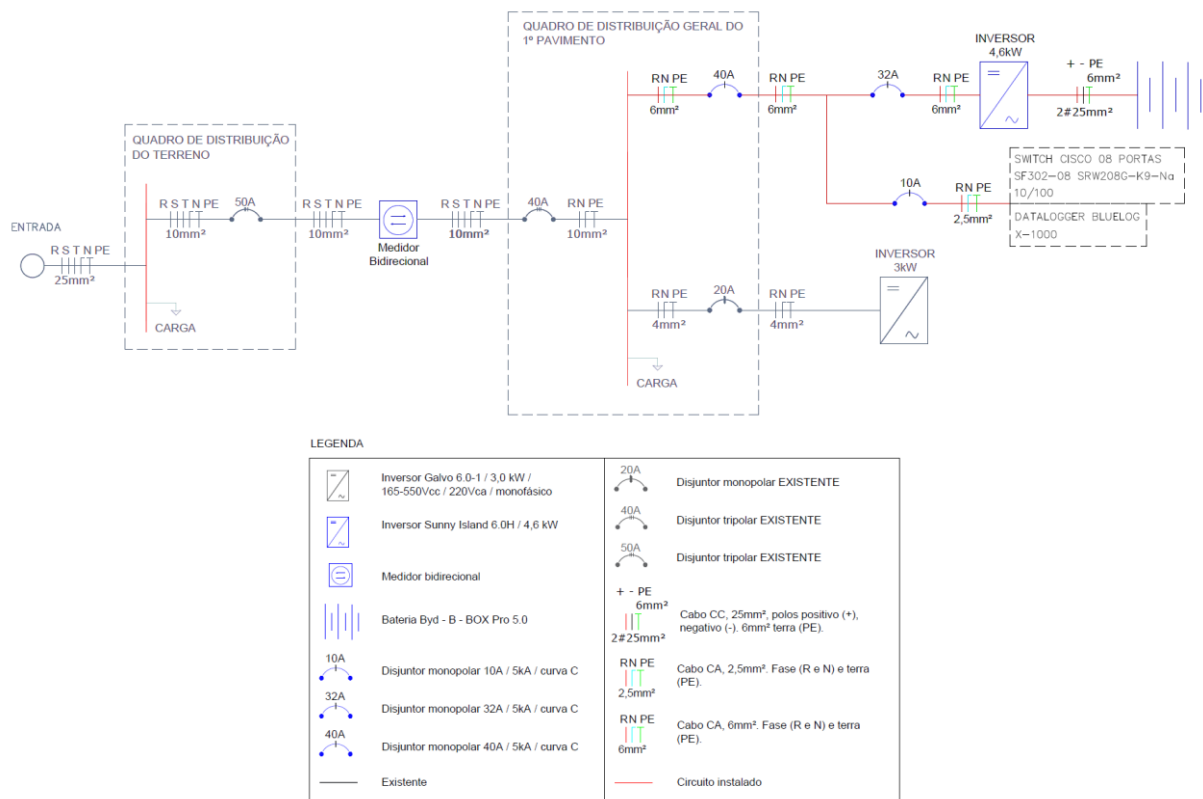 QUADRO DE DISTRIBUIÇÃO GERAL DO
1º PAVIMENTO
INVERSOR
4,6kW
+ - PE
6mm²
2#25mm²
RN PE
6mm²
40A
RN PE
6mm²
32A
RN PE
6mm²
QUADRO DE DISTRIBUIÇÃO
DO TERRENO
SWITCH CISCO 08 PORTAS
SF302-08 SRW208G-K9-Na
10/100
DATALOGGER BLUELOG
X-1000
10A
RN PE
2,5mm²
ENTRADA
R S T N PE
25mm²
R S T N PE
10mm²
50A
R S T N PE
10mm²
Medidor
Bidirecional
R S T N PE
10mm²
40A
RN PE
10mm²
CARGA
INVERSOR
3kW
RN PE
4mm²
20A
RN PE
4mm²
CARGA
LEGENDA
Inversor Galvo 6.0-1 / 3,0 kW /
165-550Vcc / 220Vca / monofásico
Inversor Sunny Island 6.0H / 4,6 kW
Medidor bidirecional
Bateria Byd - B - BOX Pro 5.0
10A
Disjuntor monopolar 10A / 5kA / curva C
32A
Disjuntor monopolar 32A / 5kA / curva C
40A
Disjuntor monopolar 40A / 5kA / curva C
Existente
20A
Disjuntor monopolar EXISTENTE
40A
Disjuntor tripolar EXISTENTE
50A
Disjuntor tripolar EXISTENTE
+ - PE
6mm²
2#25mm²
Cabo CC, 25mm², polos positivo (+),
negativo (-). 6mm² terra (PE).
RN PE
2,5mm²
Cabo CA, 2,5mm². Fase (R e N) e terra
(PE).
RN PE
6mm²
Cabo CA, 6mm². Fase (R e N) e terra
(PE).
Circuito instalado